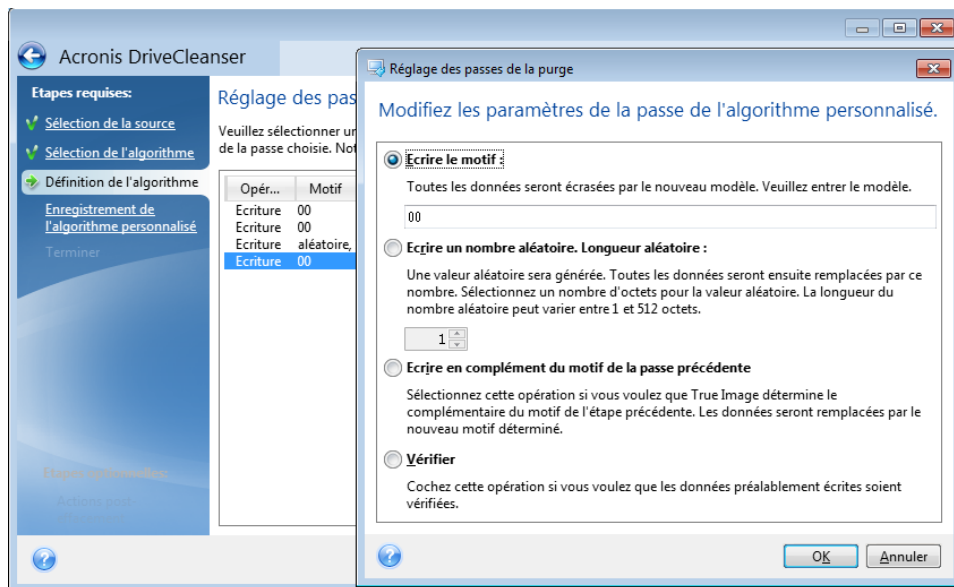 Acronis DriveCleanser
Etapes requises:
Sélection de la source
Sélection de l'algorithme
Définition de l'algorithme
Enregistrement de
l'algorithme personnalisé
Terminer
Etapes optionnelles:
Actions post-
Réglage des pas
Veuillez sélectionner un
de la passe choisie. Not
Opér... Motif
Ecriture 00
Ecriture 00
Ecriture aléatoire,
Ecriture 00
Réglage des passes de la purge
Modifiez les paramètres de la passe de l'algorithme personnalisé.
Ecrire le motif :
Toutes les données seront écrasées par le nouveau modèle. Veuillez entrer le modèle.
00
Ecrire un nombre aléatoire. Longueur aléatoire :
Une valeur aléatoire sera générée. Toutes les données seront ensuite remplacées par ce
nombre. Sélectionnez un nombre d'octets pour la valeur aléatoire. La longueur du
nombre aléatoire peut varier entre 1 et 512 octets.
1
Ecrire en complément du motif de la passe précédente
Sélectionnez cette opération si vous voulez que True Image détermine le
complémentaire du motif de l'étape précédente. Les données seront remplacées par le
nouveau motif déterminé.
Vérifier
Cochez cette opération si vous voulez que les données préalablement écrites soient
vérifiées.
OK Annuler